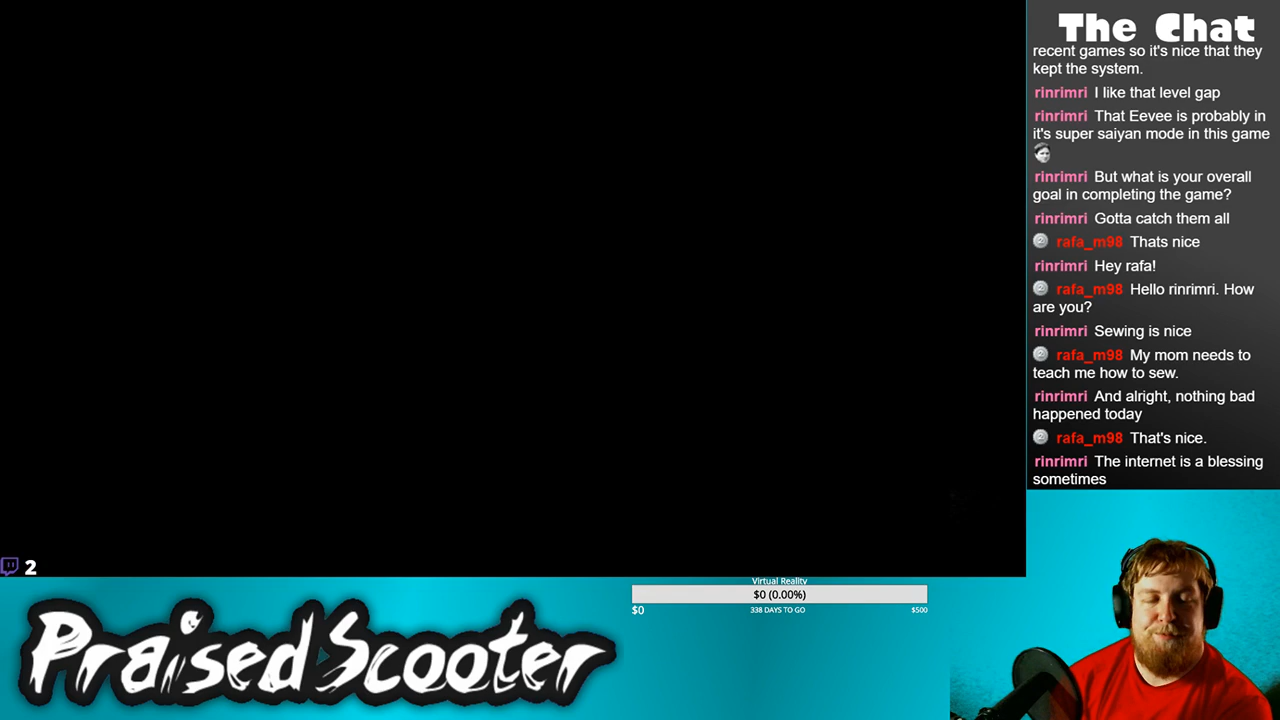 The Chat
recent games so it's nice that they
kept the system.
rinrimri I like that level gap
rinrimri That Eevee is probably in
it's super saiyan mode in this game
rinrimri But what is your overall
goal in completing the game?
rinrimri Gotta catch them all
2 rafa_m98 Thats nice
rinrimri Hey rafa!
2 rafa_m98 Hello rinrimri. How
are you?
rinrimri Sewing is nice
2 rafa_m98 My mom needs to
teach me how to sew.
rinrimri And alright, nothing bad
happened today
2 rafa_m98 That's nice.
rinrimri The internet is a blessing
sometimes
2
Virtual Reality
$0 (0.00%)
$0 338 DAYS TO GO $500
PraisedScooter